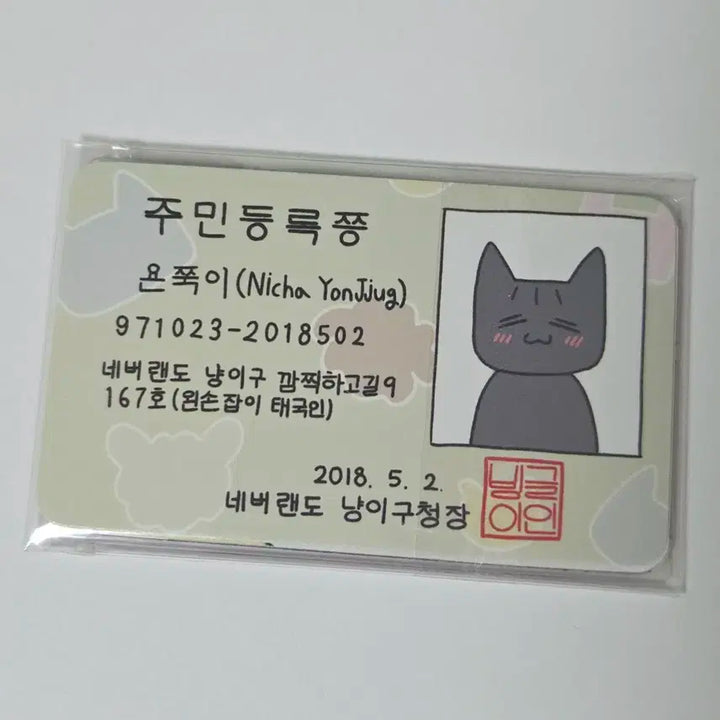 주민등록쯩
욘쭉이(Nicha YonJjug)
971023-2018502
네버랜도 냥이구 깜찍하고길9
167호(왼손잡이 태국인)
2018. 5. 2.
네버랜도 냥이구청장
빙글
이인